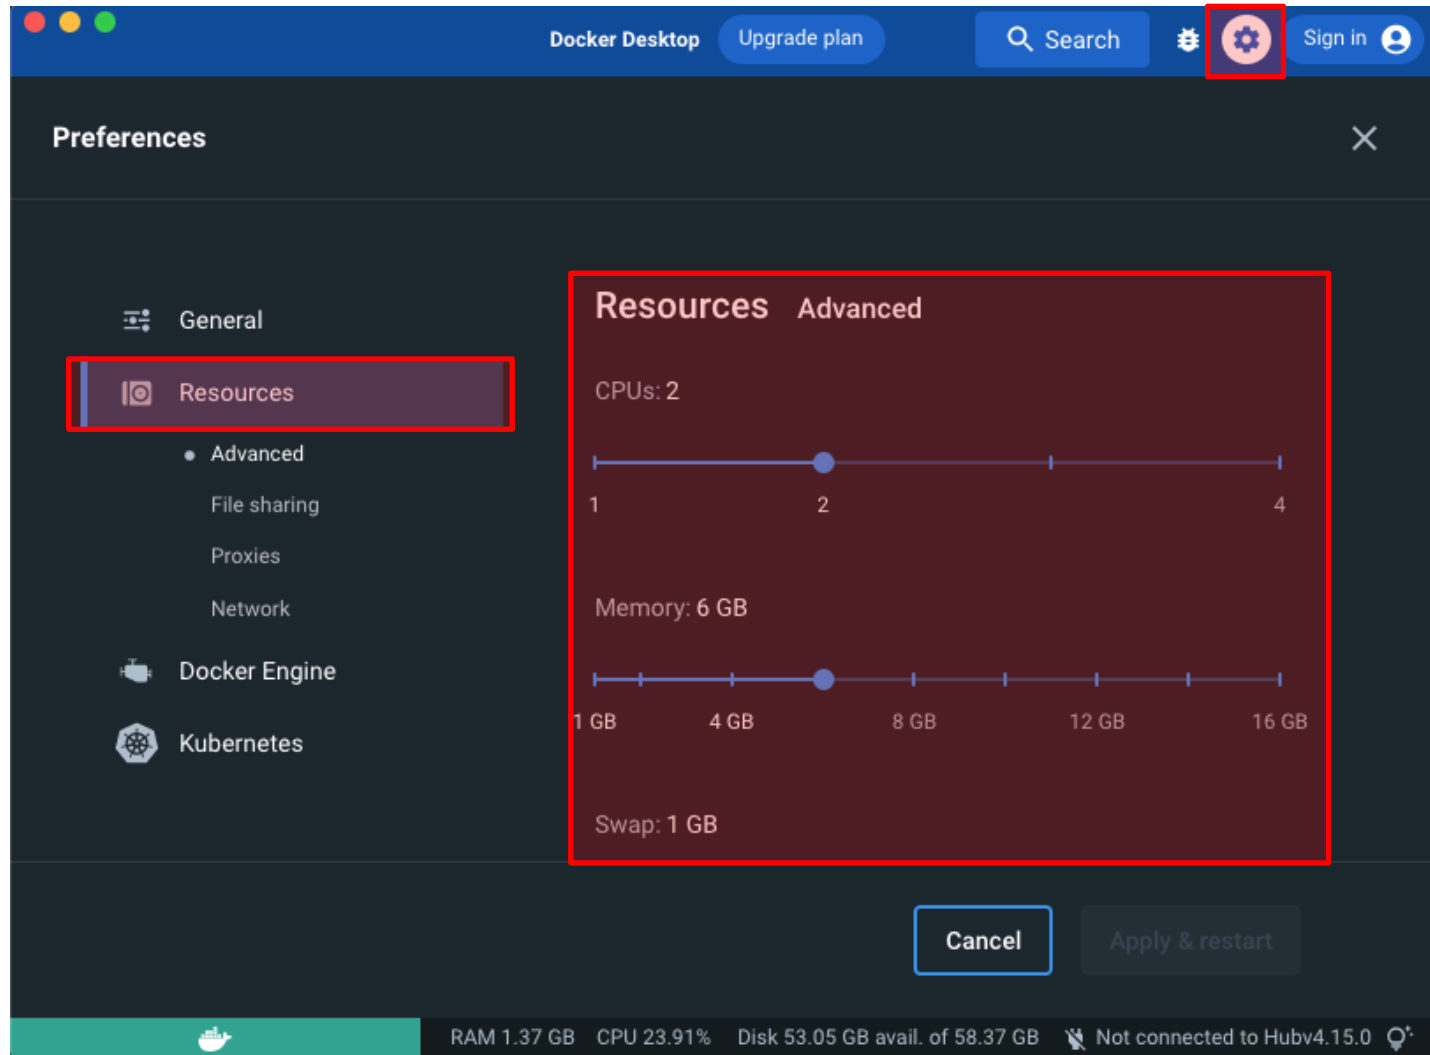 Docker Desktop Upgrade plan Search Sign in
Preferences
General
Resources
Advanced
File sharing
Proxies
Network
Docker Engine
Kubernetes
Resources Advanced
CPUs: 2
1 2 4
Memory: 6 GB
1 GB 4 GB 8 GB 12 GB 16 GB
Swap: 1 GB
Cancel Apply & restart
RAM 1.37 GB CPU 23.91% Disk 53.05 GB avail. of 58.37 GB Not connected to Hubv4.15.0